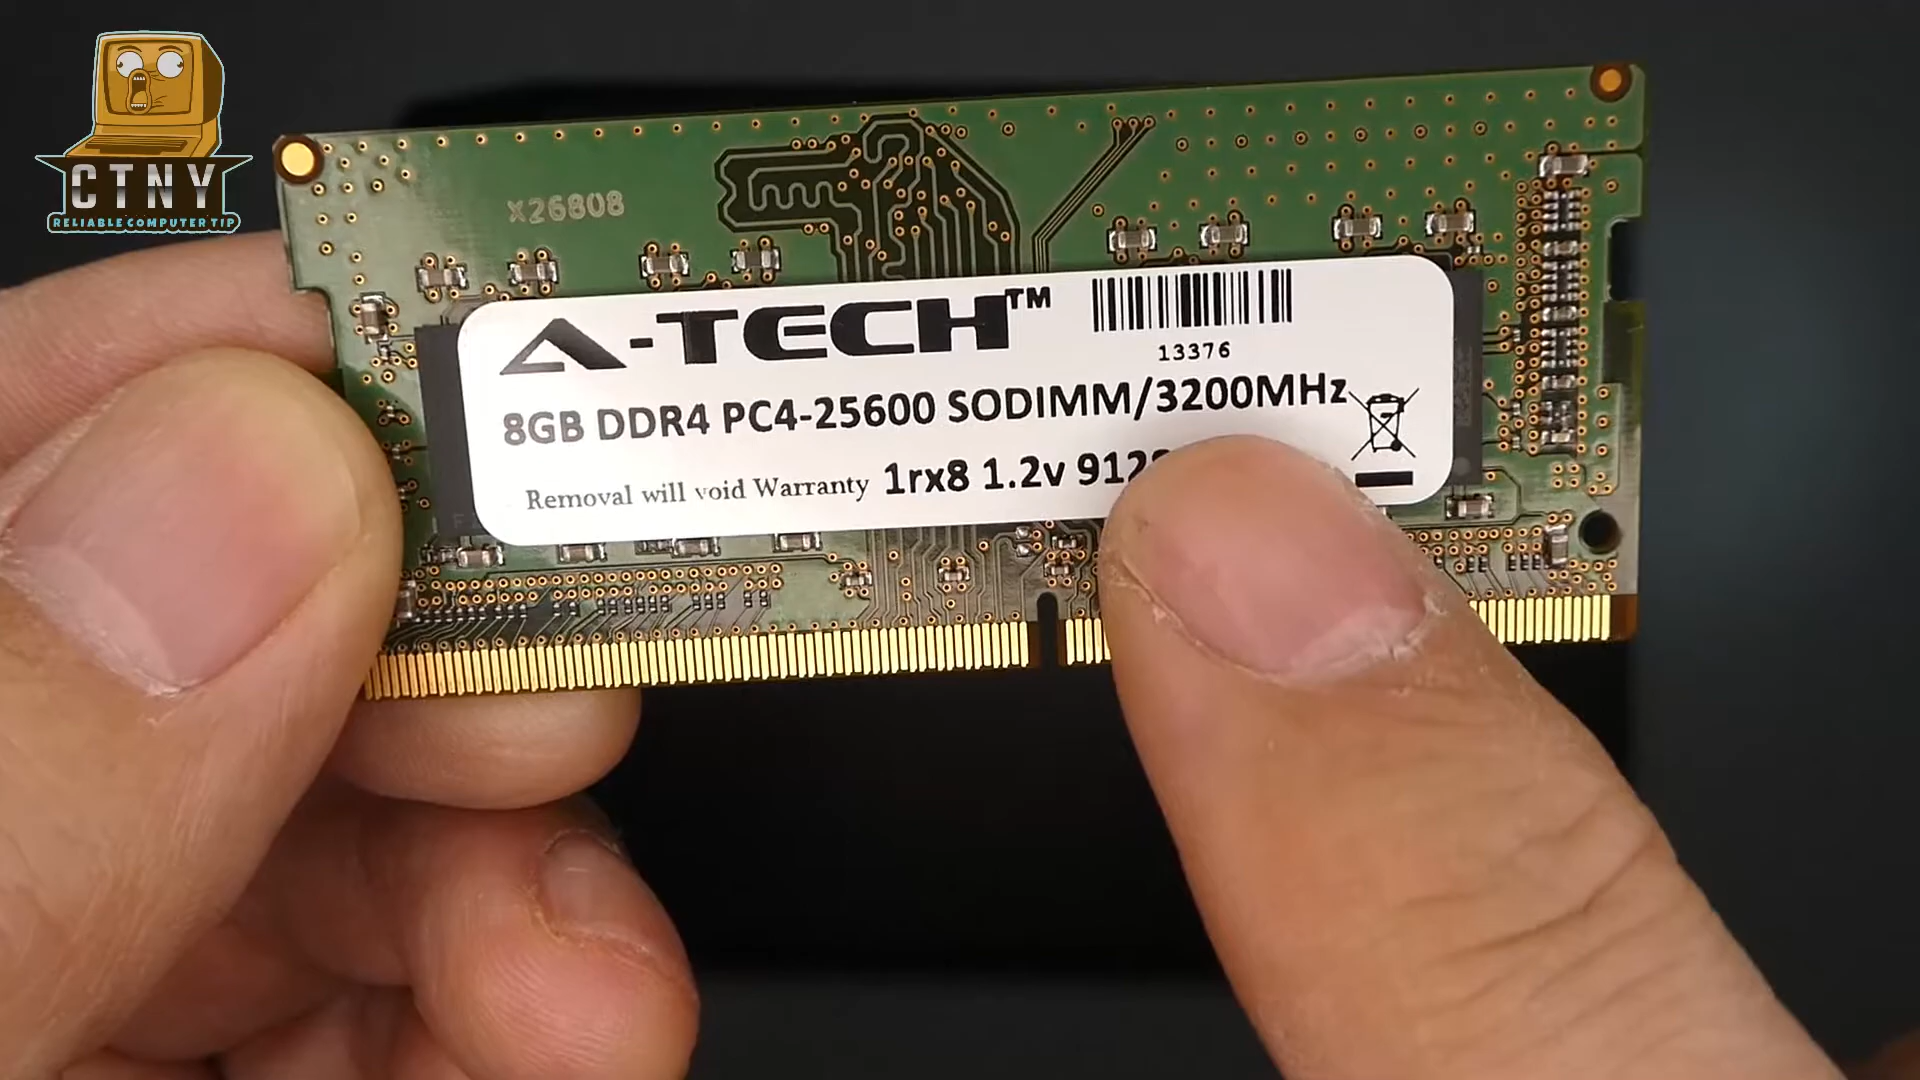 CTNY
RELIABLE COMPUTER TIP
X26808
A-TECH™
13376
8GB DDR4 PC4-25600 SODIMM/3200MHz
Removal will void Warranty 1rx8 1.2v